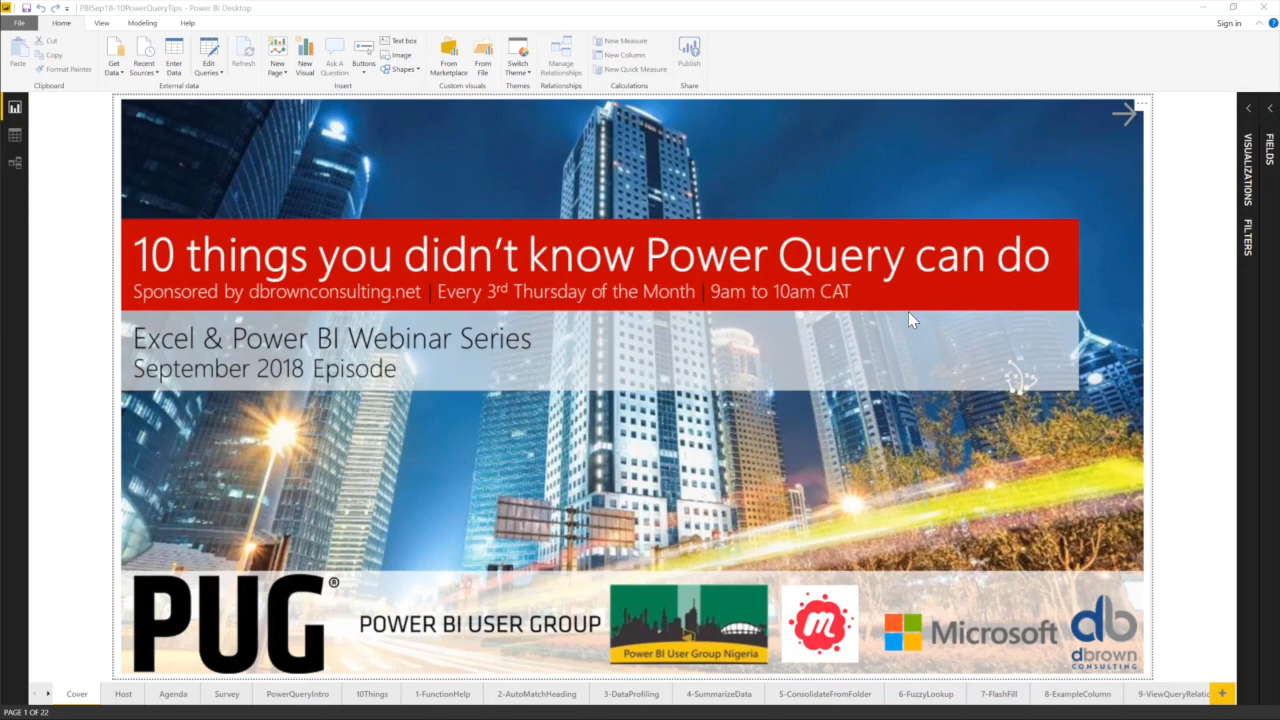 PBISep18-10PowerQueryTips - Power BI Desktop
File Home View Modeling Help Sign in
Paste
Cut
Copy
Format Painter
Clipboard
Get Data
Recent Sources
Enter Data
Edit Queries
Refresh
External data
New Page
New Visual
Ask A Question
Buttons
Text box
Image
Shapes
Insert
From Marketplace
From File
Custom visuals
Switch Theme
Themes
Manage Relationships
Relationships
New Measure
New Column
New Quick Measure
Calculations
Publish
Share
VISUALIZATIONS
FILTERS
FIELDS
10 things you didn't know Power Query can do
Sponsored by dbrownconsulting.net | Every 3rd Thursday of the Month | 9am to 10am CAT
Excel & Power BI Webinar Series
September 2018 Episode
PUG®
POWER BI USER GROUP
Power BI User Group Nigeria
m
Microsoft
db
dbrown
CONSULTING
Cover Host Agenda Survey PowerQueryIntro 10Things 1-FunctionHelp 2-AutoMatchHeading 3-DataProfiling 4-SummarizeData 5-ConsolidateFromFolder 6-FuzzyLookup 7-FlashFill 8-ExampleColumn 9-ViewQueryRelatio
PAGE 1 OF 22